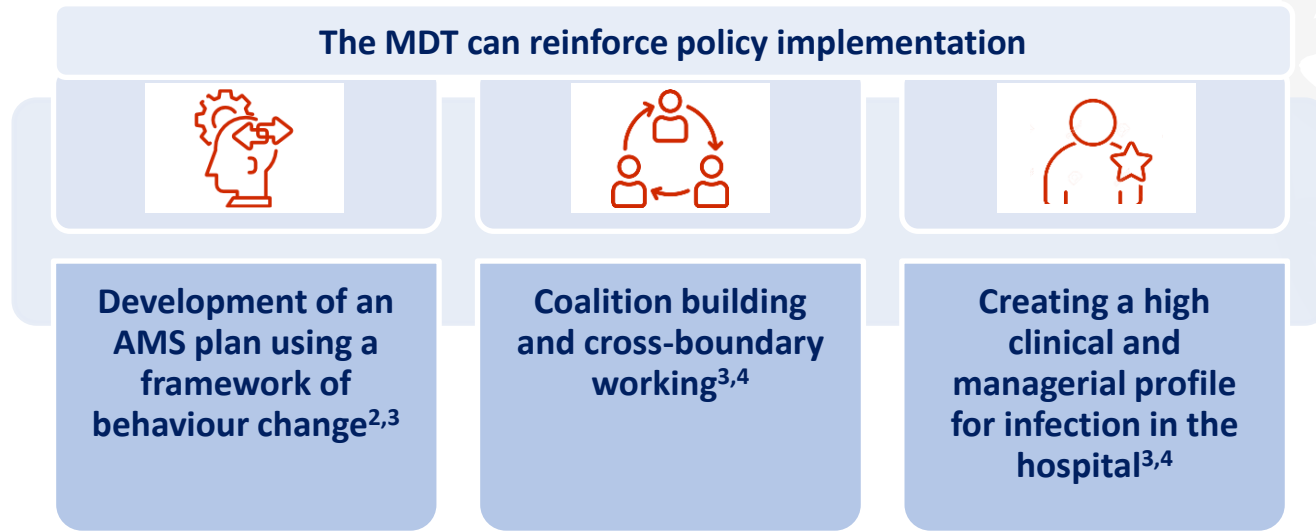 The MDT can reinforce policy implementation
Development of an
AMS plan using a
framework of
behaviour change2,3
Coalition building
and cross-boundary
working3,4
Creating a high
clinical and
managerial profile
for infection in the
hospital3,4